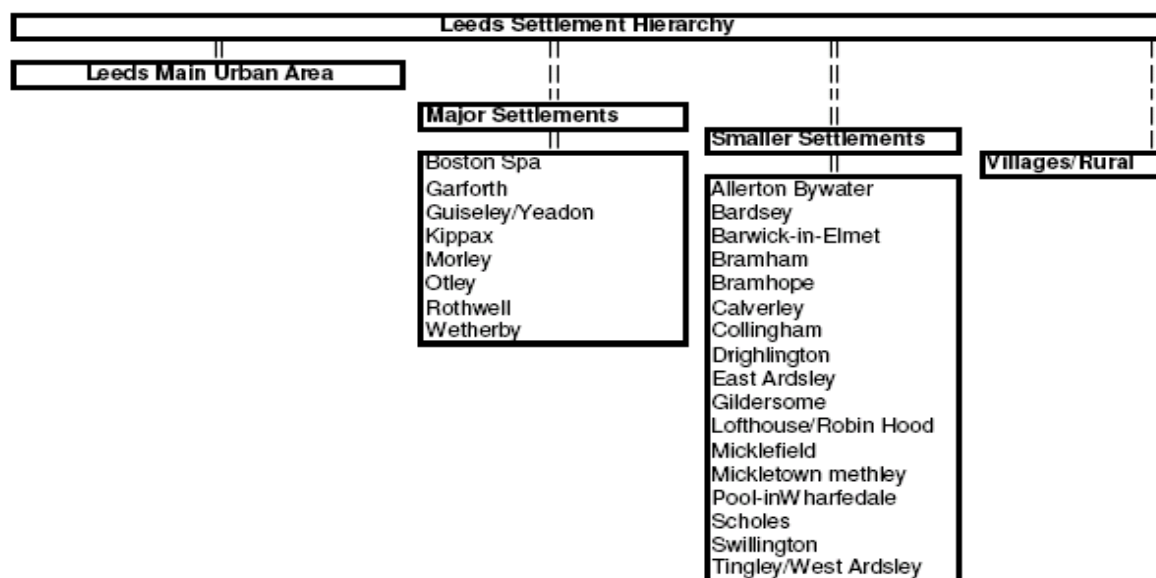 Leeds Settlement Hierarchy
Leeds Main Urban Area
Major Settlements
Boston Spa
Garforth
Guiseley/Yeadon
Kippax
Morley
Otley
Rothwell
Wetherby
Smaller Settlements
Allerton Bywater
Bardsey
Barwick-in-Elmet
Bramham
Bramhope
Calverley
Collingham
Drighlington
East Ardsley
Gildersome
Lofthouse/Robin Hood
Micklefield
Mickletown methley
Pool-inWharfedale
Scholes
Swillington
Tingley/West Ardsley
Villages/Rural